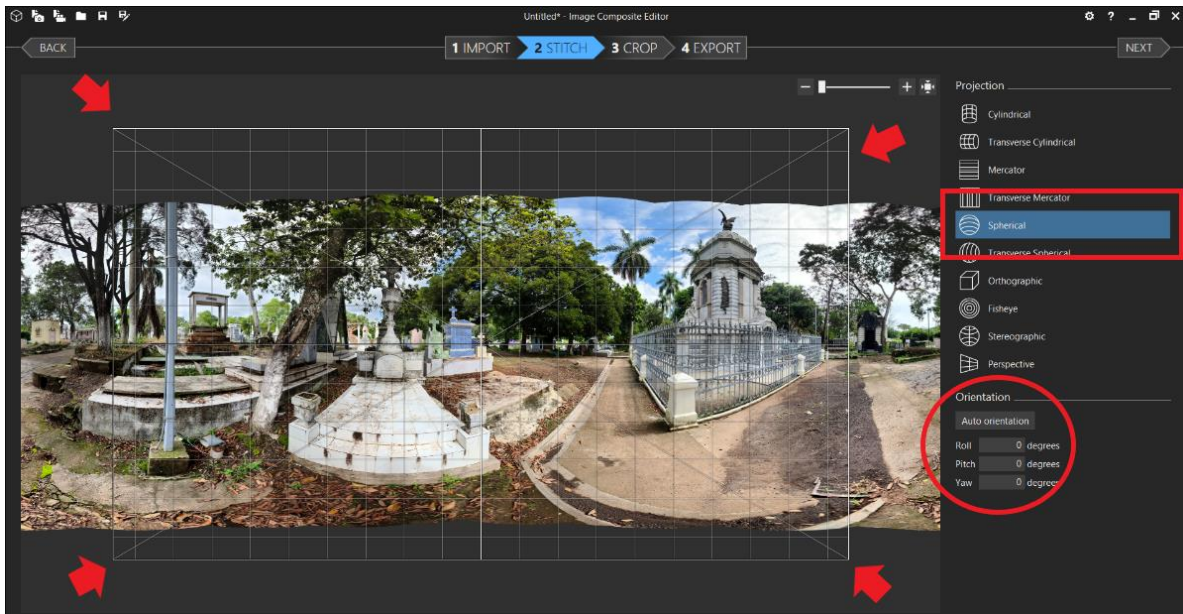 Untitled* - Image Composite Editor
?
BACK
1 IMPORT
2 STITCH
3 CROP
4 EXPORT
NEXT
Projection
Cylindrical
Transverse Cylindrical
Mercator
Transverse Mercator
Spherical
Transverse Spherical
Orthographic
Fisheye
Stereographic
Perspective
Orientation
Auto orientation
Roll 0 degrees
Pitch 0 degrees
Yaw 0 degrees